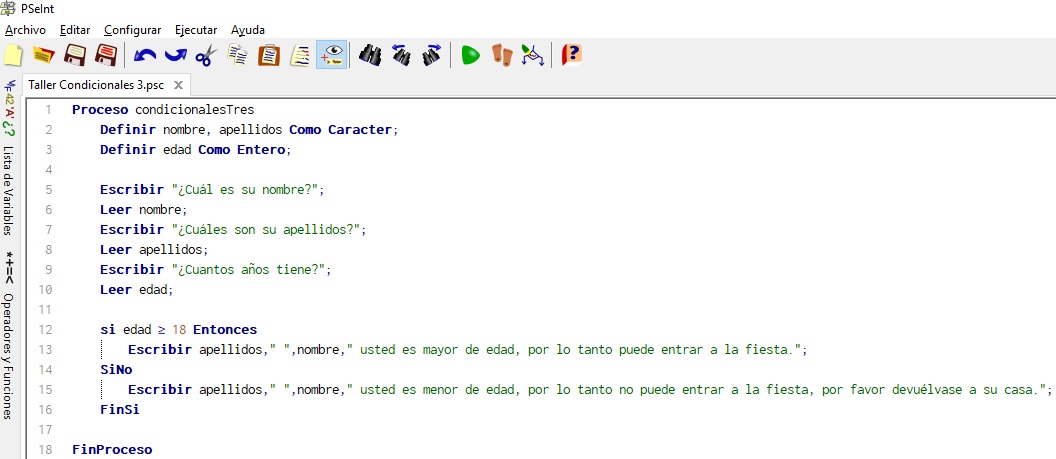 PSeInt
Archivo Editar Configurar Ejecutar Ayuda
Taller Condicionales 3.psc X
1 Proceso condicionalesTres
2 Definir nombre, apellidos Como Caracter;
3 Definir edad Como Entero;
4
5 Escribir "¿Cuál es su nombre?";
6 Leer nombre;
7 Escribir "¿Cuáles son su apellidos?";
8 Leer apellidos;
9 Escribir "¿Cuantos años tiene?";
10 Leer edad;
11
12 si edad ≥ 18 Entonces
13 Escribir apellidos," ",nombre," usted es mayor de edad, por lo tanto puede entrar a la fiesta.";
14 SiNo
15 Escribir apellidos," ",nombre," usted es menor de edad, por lo tanto no puede entrar a la fiesta, por favor devuélvase a su casa.";
16 FinSi
17
18 FinProceso
VF 42 'A' ¿? Lista de Variables
*+=< Operadores y Funciones